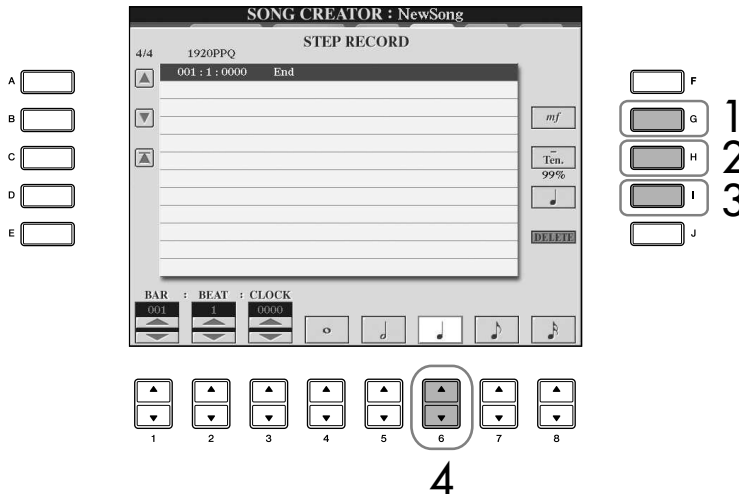 SONG CREATOR : NewSong
STEP RECORD
4/4 1920PPQ
001 : 1 : 0000 End
A
B
C
D
E
mf
Ten.
99%
DELETE
F
G 1
H 2
I 3
J
BAR : BEAT : CLOCK
001 1 0000
1 2 3 4 5 6 7 8
4